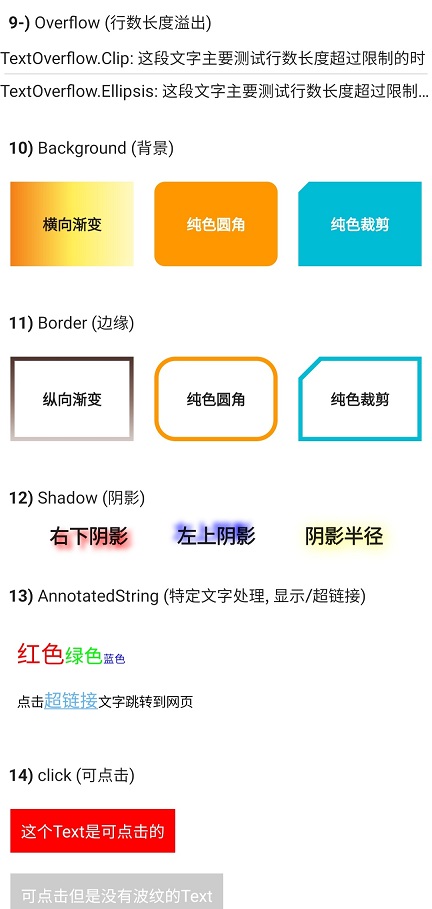 9-) Overflow (行数长度溢出)
TextOverflow.Clip: 这段文字主要测试行数长度超过限制的时
TextOverflow.Ellipsis: 这段文字主要测试行数长度超过限制...
10) Background (背景)
横向渐变 纯色圆角 纯色裁剪
11) Border (边缘)
纵向渐变 纯色圆角 纯色裁剪
12) Shadow (阴影)
右下阴影 左上阴影 阴影半径
13) AnnotatedString (特定文字处理, 显示/超链接)
红色绿色蓝色
点击超链接文字跳转到网页
14) click (可点击)
这个Text是可点击的
可点击但是没有波纹的Text